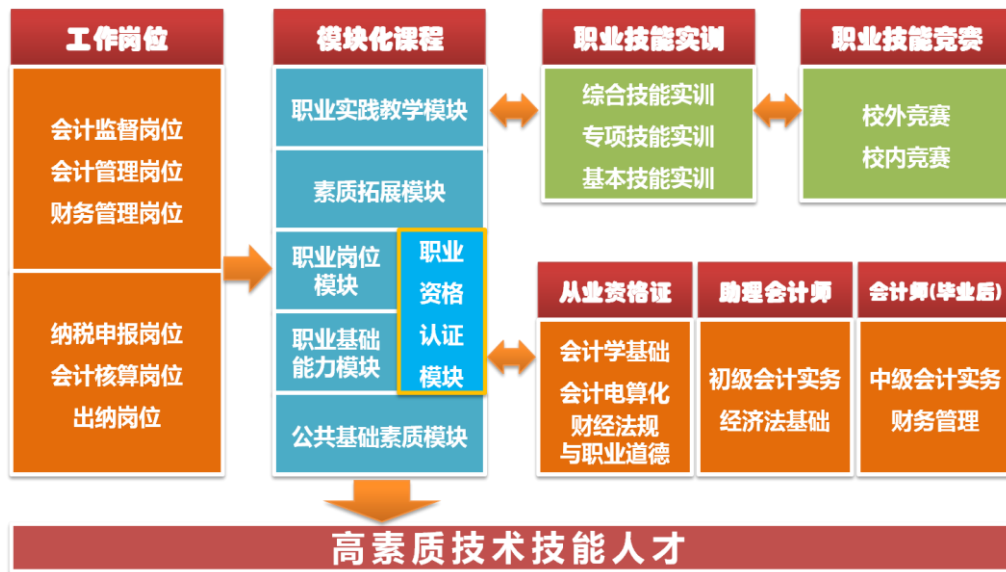 工作岗位
会计监督岗位
会计管理岗位
财务管理岗位
纳税申报岗位
会计核算岗位
出纳岗位
模块化课程
职业实践教学模块
素质拓展模块
职业岗位
模块
职业基础
能力模块
职业
资格
认证
模块
公共基础素质模块
职业技能实训
综合技能实训
专项技能实训
基本技能实训
职业技能竞赛
校外竞赛
校内竞赛
从业资格证
会计学基础
会计电算化
财经法规
与职业道德
助理会计师
初级会计实务
经济法基础
会计师(毕业后)
中级会计实务
财务管理
高素质技术技能人才